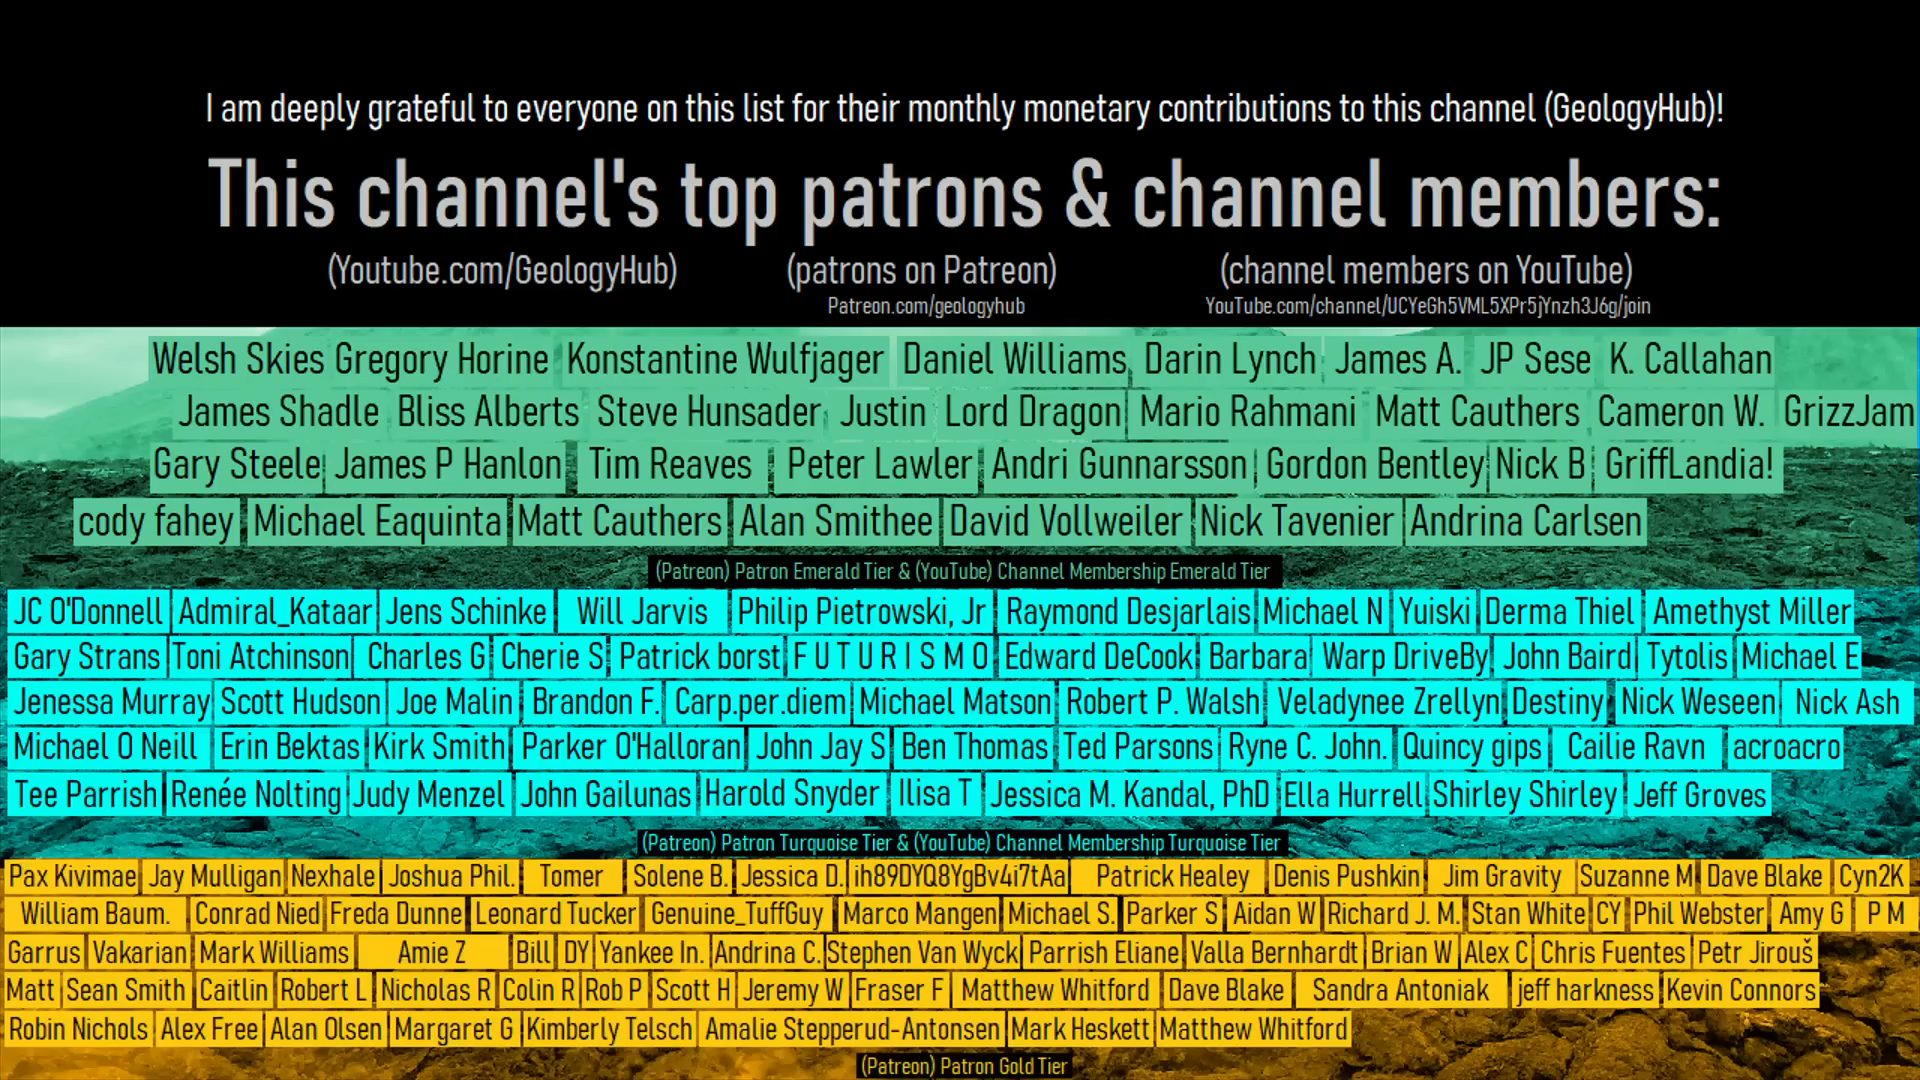 I am deeply grateful to everyone on this list for their monthly monetary contributions to this channel (GeologyHub)!
This channel's top patrons & channel members:
(Youtube.com/GeologyHub) (patrons on Patreon) (channel members on YouTube)
Patreon.com/geologyhub YouTube.com/channel/UCYeGh5VML5XPr5jYnzh3J6g/join
Welsh Skies Gregory Horine Konstantine Wulfjager Daniel Williams Darin Lynch James A. JP Sese K. Callahan
James Shadle Bliss Alberts Steve Hunsader Justin Lord Dragon Mario Rahmani Matt Cauthers Cameron W. GrizzJam
Gary Steele James P Hanlon Tim Reaves Peter Lawler Andri Gunnarsson Gordon Bentley Nick B GriffLandia!
cody fahey Michael Eaquinta Matt Cauthers Alan Smithee David Vollweiler Nick Tavenier Andrina Carlsen
(Patreon) Patron Emerald Tier & (YouTube) Channel Membership Emerald Tier
JC O'Donnell Admiral_Kataar Jens Schinke Will Jarvis Philip Pietrowski, Jr Raymond Desjarlais Michael N Yuiski Derma Thiel Amethyst Miller
Gary Strans Toni Atchinson Charles G Cherie S Patrick borst F U T U R I S M O Edward DeCook Barbara Warp DriveBy John Baird Tytolis Michael E
Jenessa Murray Scott Hudson Joe Malin Brandon F. Carp.per.diem Michael Matson Robert P. Walsh Veladynee Zrellyn Destiny Nick Weseen Nick Ash
Michael O Neill Erin Bektas Kirk Smith Parker O'Halloran John Jay S Ben Thomas Ted Parsons Ryne C. John. Quincy gips Cailie Ravn acroacro
Tee Parrish Renée Nolting Judy Menzel John Gailunas Harold Snyder Ilisa T Jessica M. Kandal, PhD Ella Hurrell Shirley Shirley Jeff Groves
(Patreon) Patron Turquoise Tier & (YouTube) Channel Membership Turquoise Tier
Pax Kivimae Jay Mulligan Nexhale Joshua Phil. Tomer Solene B. Jessica D. ih89DYQ8YgBv4i7tAa Patrick Healey Denis Pushkin Jim Gravity Suzanne M Dave Blake Cyn2K
William Baum. Conrad Nied Freda Dunne Leonard Tucker Genuine_TuffGuy Marco Mangen Michael S. Parker S Aidan W Richard J. M. Stan White CY Phil Webster Amy G P M
Garrus Vakarian Mark Williams Amie Z Bill DY Yankee In. Andrina C. Stephen Van Wyck Parrish Eliane Valla Bernhardt Brian W Alex C Chris Fuentes Petr Jirouš
Matt Sean Smith Caitlin Robert L Nicholas R Colin R Rob P Scott H Jeremy W Fraser F Matthew Whitford Dave Blake Sandra Antoniak jeff harkness Kevin Connors
Robin Nichols Alex Free Alan Olsen Margaret G Kimberly Telsch Amalie Stepperud-Antonsen Mark Heskett Matthew Whitford
(Patreon) Patron Gold Tier